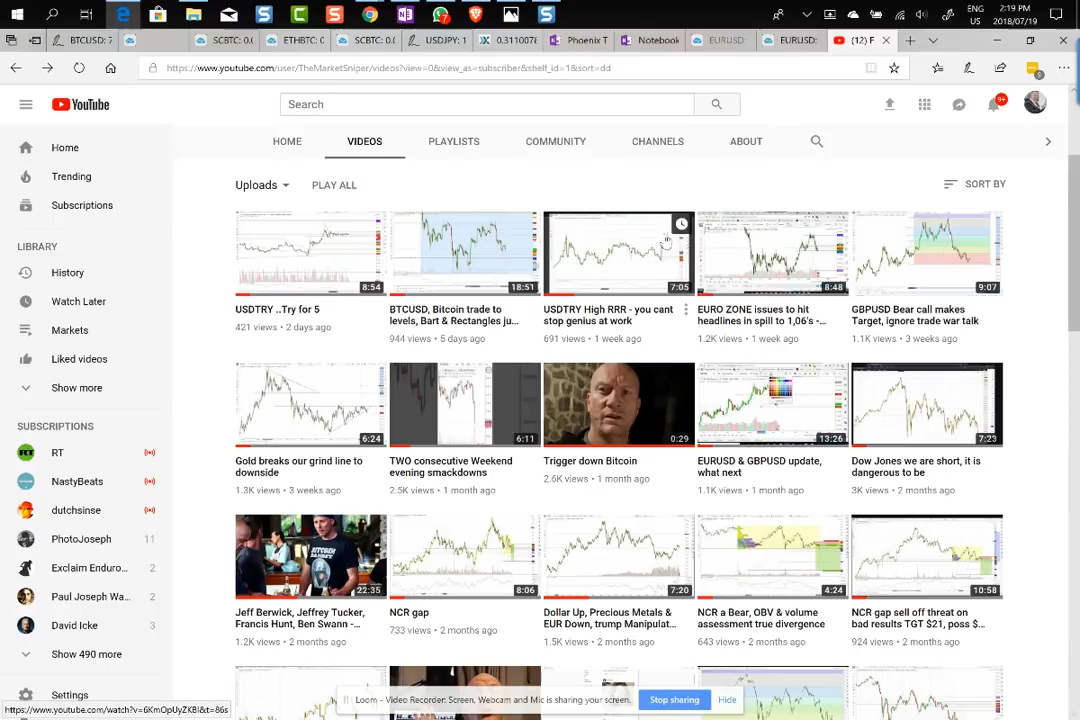 2:19 PM
ENG
US
2018/07/19
BTCUSD: 7
SCBTC: 0.
ETHBTC: 0
SCBTC: 0.0
USDJPY: 1
0.3110078
Phoenix T
Notebook
EURUSD:
EURUSD:
(12) F
https://www.youtube.com/user/TheMarketSniper/videos?view=0&view_as=subscriber&shelf_id=1&sort=dd
YouTube
Search
9+
HOME
VIDEOS
PLAYLISTS
COMMUNITY
CHANNELS
ABOUT
Home
Trending
Subscriptions
LIBRARY
History
Watch Later
Markets
Liked videos
Show more
SUBSCRIPTIONS
RT
NastyBeats
dutchsinse
PhotoJoseph 11
Exclaim Enduro... 2
Paul Joseph Wa... 2
David Icke 3
Show 490 more
Settings
Uploads
PLAY ALL
SORT BY
8:54
18:51
7:05
8:48
9:07
USDTRY ..Try for 5
421 views • 2 days ago
BTCUSD, Bitcoin trade to
levels, Bart & Rectangles ju...
944 views • 5 days ago
USDTRY High RRR - you cant
stop genius at work
691 views • 1 week ago
EURO ZONE issues to hit
headlines in spill to 1,06's -...
1.2K views • 1 week ago
GBPUSD Bear call makes
Target, ignore trade war talk
1.1K views • 3 weeks ago
6:24
6:11
0:29
13:26
7:23
Gold breaks our grind line to
downside
1.3K views • 3 weeks ago
TWO consecutive Weekend
evening smackdowns
2.5K views • 1 month ago
Trigger down Bitcoin
2.6K views • 1 month ago
EURUSD & GBPUSD update,
what next
1.1K views • 1 month ago
Dow Jones we are short, it is
dangerous to be
3K views • 2 months ago
22:35
8:06
7:20
4:24
10:58
Jeff Berwick, Jeffrey Tucker,
Francis Hunt, Ben Swann -...
1.2K views • 2 months ago
NCR gap
733 views • 2 months ago
Dollar Up, Precious Metals &
EUR Down, trump Manipulat...
1.5K views • 2 months ago
NCR a Bear, OBV & volume
assessment true divergence
643 views • 2 months ago
NCR gap sell off threat on
bad results TGT $21, poss $...
924 views • 2 months ago
Loom - Video Recorder: Screen, Webcam and Mic is sharing your screen.
Stop sharing
Hide
https://www.youtube.com/watch?v=6KmOpUyZKBI&t=86s